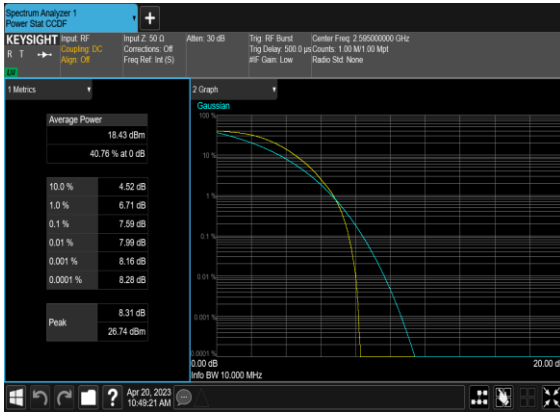 Spectrum Analyzer 1
Power Stat CCDF
KEYSIGHT
R T
LW
Input: RF
Coupling: DC
Align: Off
Input Z: 50 Ω
Corrections: Off
Freq Ref: Int (S)
Atten: 30 dB
Trig: RF Burst
Trig Delay: 500.0 µs
#IF Gain: Low
Center Freq: 2.595000000 GHz
Counts: 1.00 M/1.00 Mpt
Radio Std: None
1 Metrics
Average Power
18.43 dBm
40.76 % at 0 dB
10.0 % 4.52 dB
1.0 % 6.71 dB
0.1 % 7.59 dB
0.01 % 7.99 dB
0.001 % 8.16 dB
0.0001 % 8.28 dB
Peak
8.31 dB
26.74 dBm
2 Graph
Gaussian
100 %
10 %
1 %
0.1 %
0.01 %
0.001 %
0.0001 %
0.00 dB
20.00 d
Info BW 10.000 MHz
?
Apr 20, 2023
10:49:21 AM